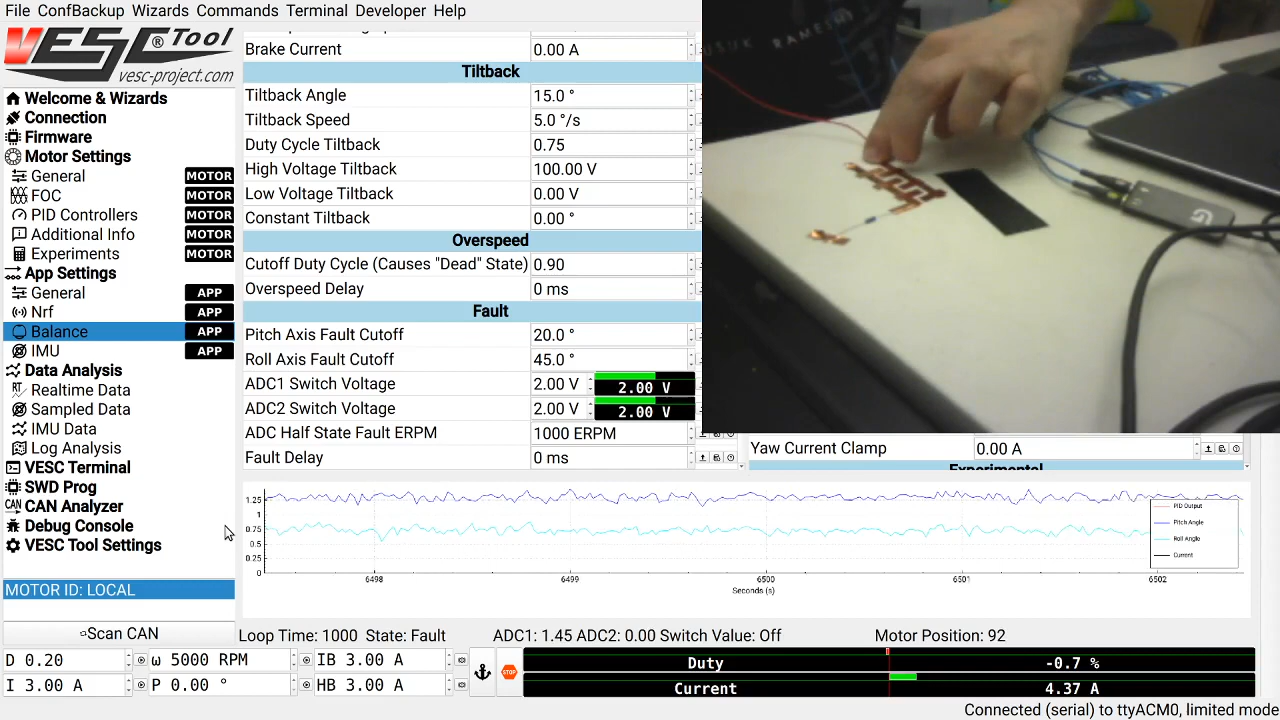 File ConfBackup Wizards Commands Terminal Developer Help
VESC® Tool
vesc-project.com
Welcome & Wizards
Connection
Firmware
Motor Settings
General MOTOR
FOC MOTOR
PID Controllers MOTOR
Additional Info MOTOR
Experiments MOTOR
App Settings
General APP
Nrf APP
Balance APP
IMU APP
Data Analysis
RT Realtime Data
Sampled Data
IMU Data
Log Analysis
VESC Terminal
SWD Prog
CAN CAN Analyzer
Debug Console
VESC Tool Settings
MOTOR ID: LOCAL
Scan CAN
Brake Current 0.00 A
Tiltback
Tiltback Angle 15.0 °
Tiltback Speed 5.0 °/s
Duty Cycle Tiltback 0.75
High Voltage Tiltback 100.00 V
Low Voltage Tiltback 0.00 V
Constant Tiltback 0.00 °
Overspeed
Cutoff Duty Cycle (Causes "Dead" State) 0.90
Overspeed Delay 0 ms
Fault
Pitch Axis Fault Cutoff 20.0 °
Roll Axis Fault Cutoff 45.0 °
ADC1 Switch Voltage 2.00 V 2.00 V
ADC2 Switch Voltage 2.00 V 2.00 V
ADC Half State Fault ERPM 1000 ERPM
Fault Delay 0 ms
Yaw Current Clamp 0.00 A
Experimental
1.25
1
0.75
0.5
0.25
0
6498 6499 6500 6501 6502
Seconds (s)
PID Output
Pitch Angle
Roll Angle
Current
Loop Time: 1000 State: Fault ADC1: 1.45 ADC2: 0.00 Switch Value: Off Motor Position: 92
D 0.20 ω 5000 RPM IB 3.00 A
I 3.00 A P 0.00 ° HB 3.00 A
STOP
Duty -0.7 %
Current 4.37 A
Connected (serial) to ttyACM0, limited mode